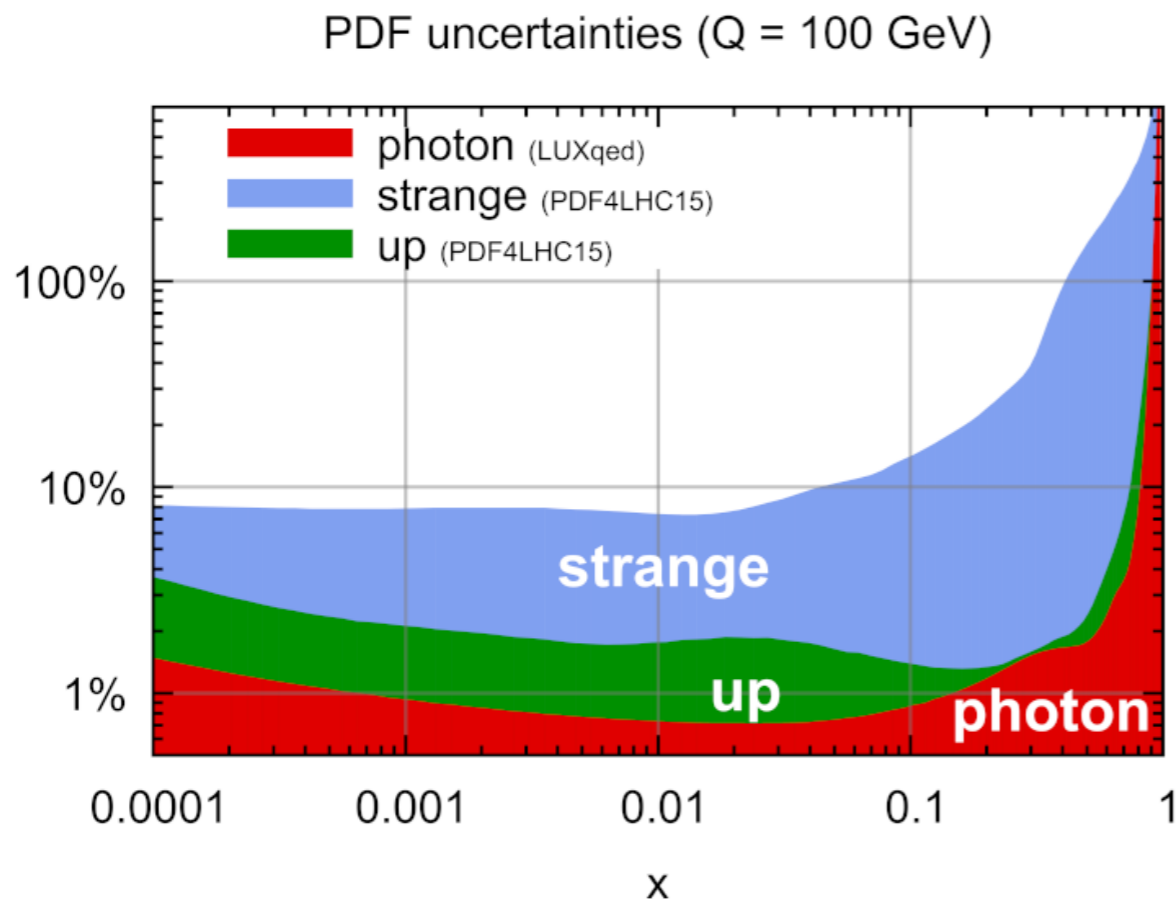 PDF uncertainties (Q = 100 GeV)
photon (LUXqed)
strange (PDF4LHC15)
up (PDF4LHC15)
100%
10%
1%
strange
up
photon
0.0001 0.001 0.01 0.1 1
x